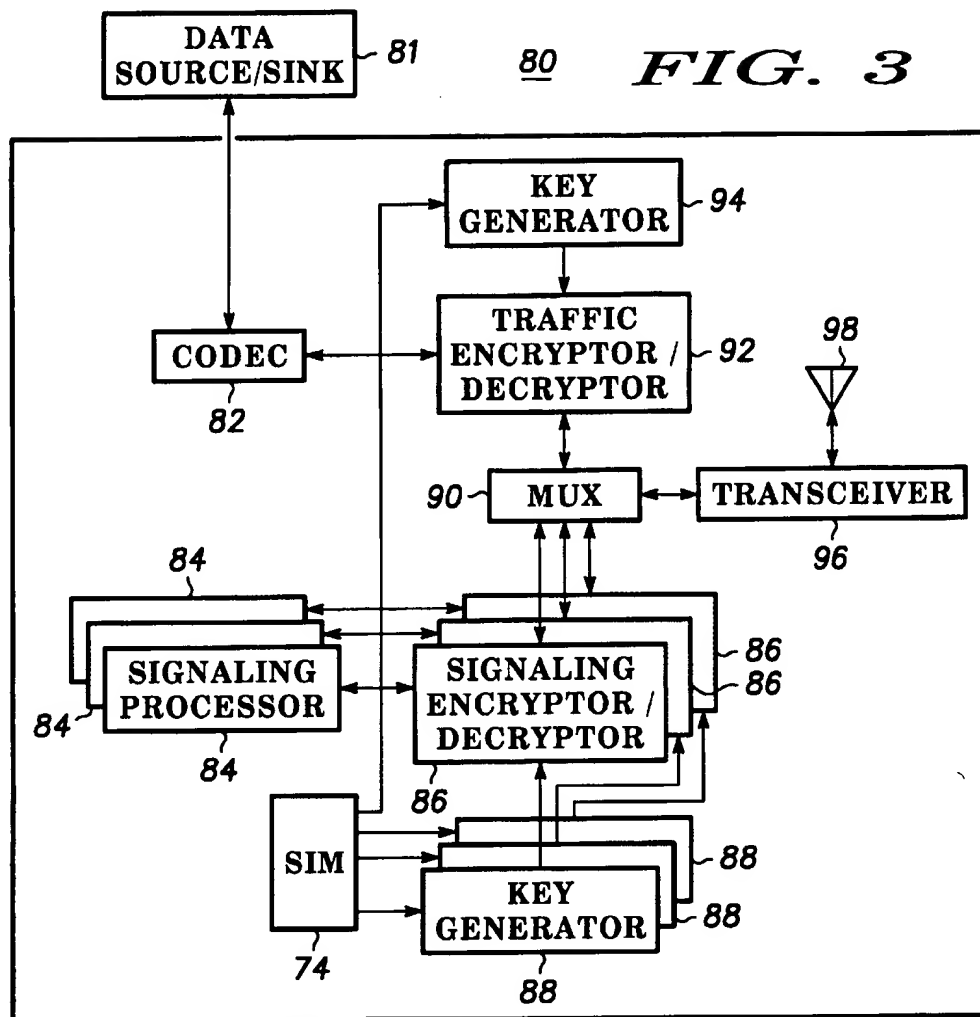 DATA
SOURCE/SINK
81
80
FIG. 3
KEY
GENERATOR
94
TRAFFIC
ENCRYPTOR /
DECRYPTOR
92
98
CODEC
82
90
MUX
TRANSCEIVER
96
84
SIGNALING
PROCESSOR
84
84
SIGNALING
ENCRYPTOR /
DECRYPTOR
86
86
86
SIM
74
KEY
GENERATOR
88
88
88